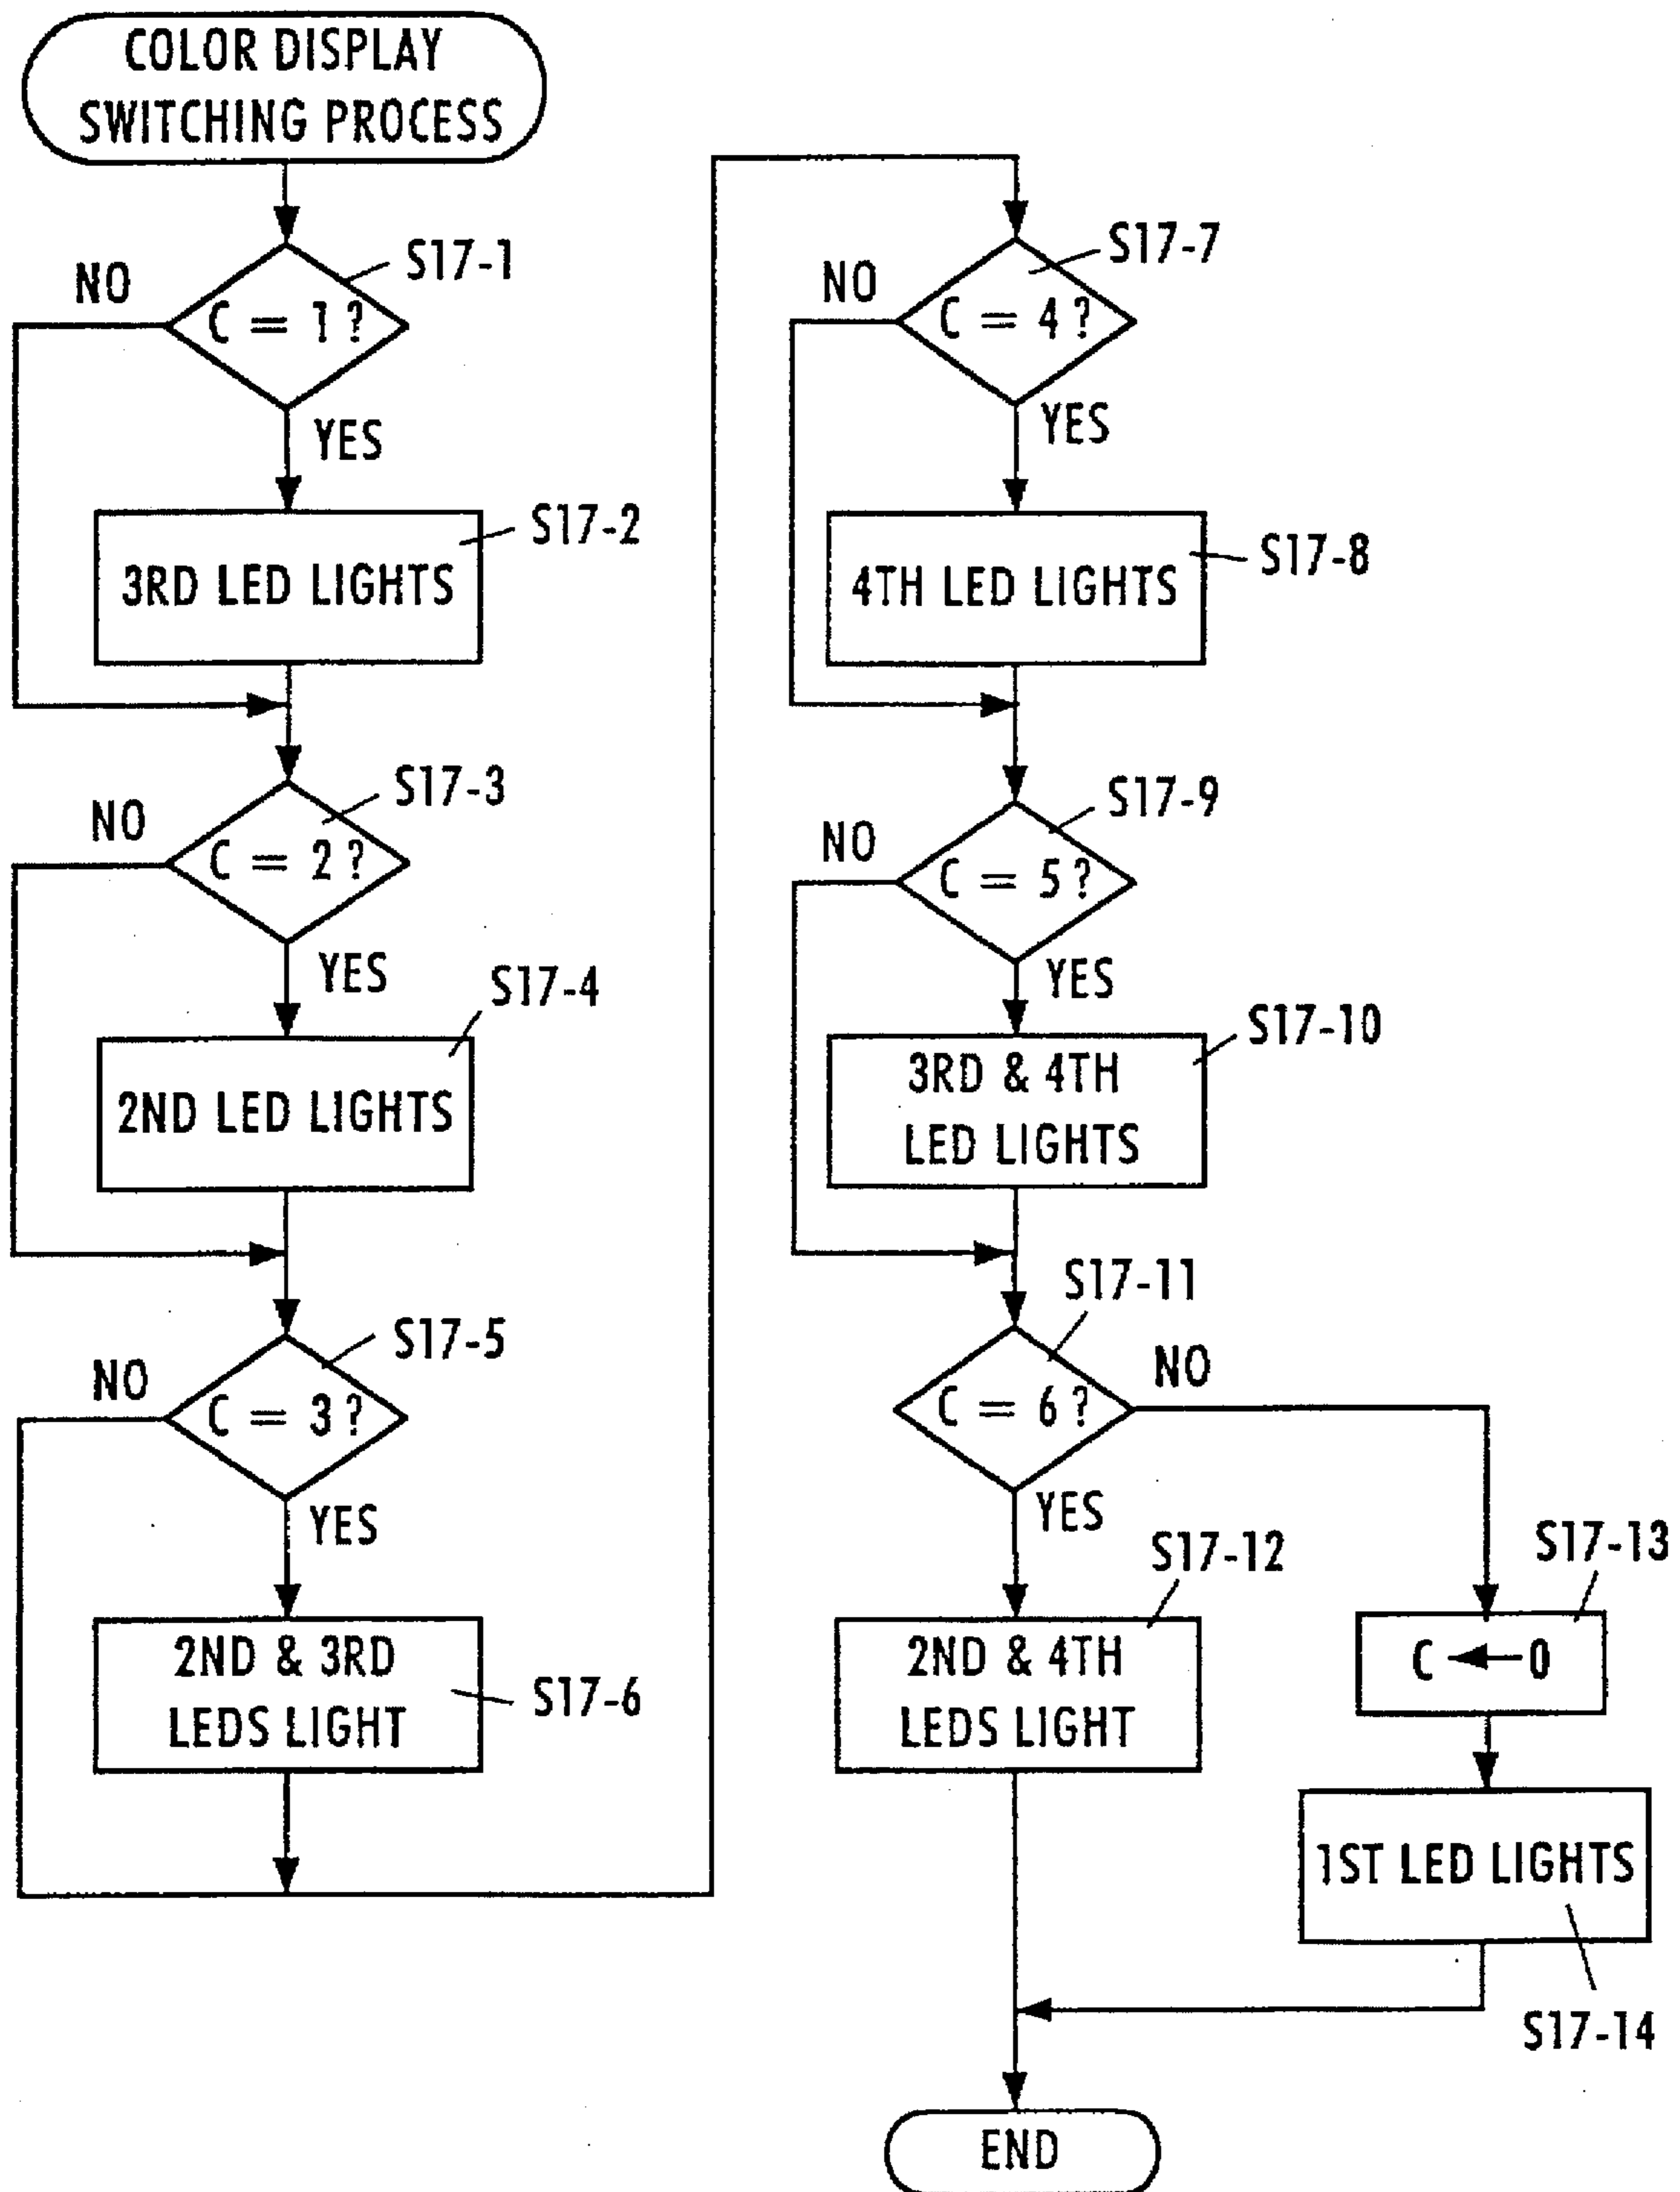 COLOR DISPLAY
SWITCHING PROCESS
S17-1
NO
C = 1 ?
YES
S17-2
3RD LED LIGHTS
S17-3
NO
C = 2 ?
YES
S17-4
2ND LED LIGHTS
S17-5
NO
C = 3 ?
YES
2ND & 3RD
LEDS LIGHT
S17-6
S17-7
NO
C = 4 ?
YES
S17-8
4TH LED LIGHTS
S17-9
NO
C = 5 ?
YES
S17-10
3RD & 4TH
LED LIGHTS
S17-11
NO
C = 6 ?
YES
S17-12
2ND & 4TH
LEDS LIGHT
S17-13
C ← 0
1ST LED LIGHTS
S17-14
END